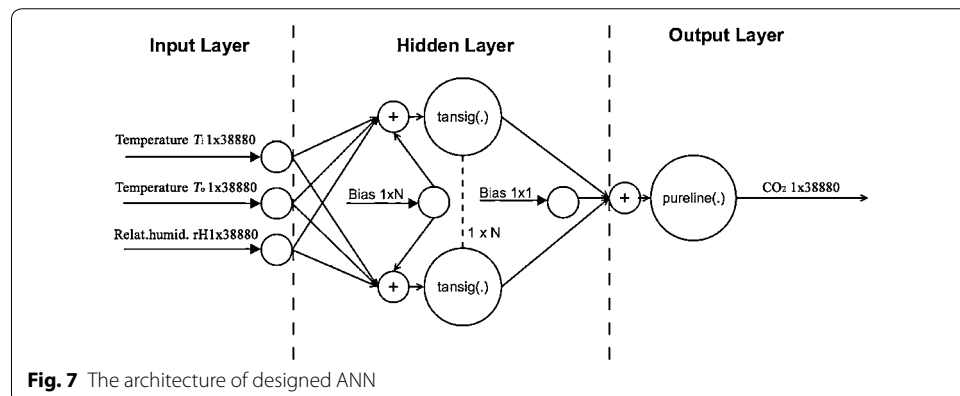 Input Layer
Hidden Layer
Output Layer
Temperature Ti 1x38880
Temperature To 1x38880
Relat.humid. rH1x38880
+
tansig(.)
Bias 1xN
Bias 1x1
1 x N
+
tansig(.)
+
pureline(.)
CO₂ 1x38880
Fig. 7 The architecture of designed ANN